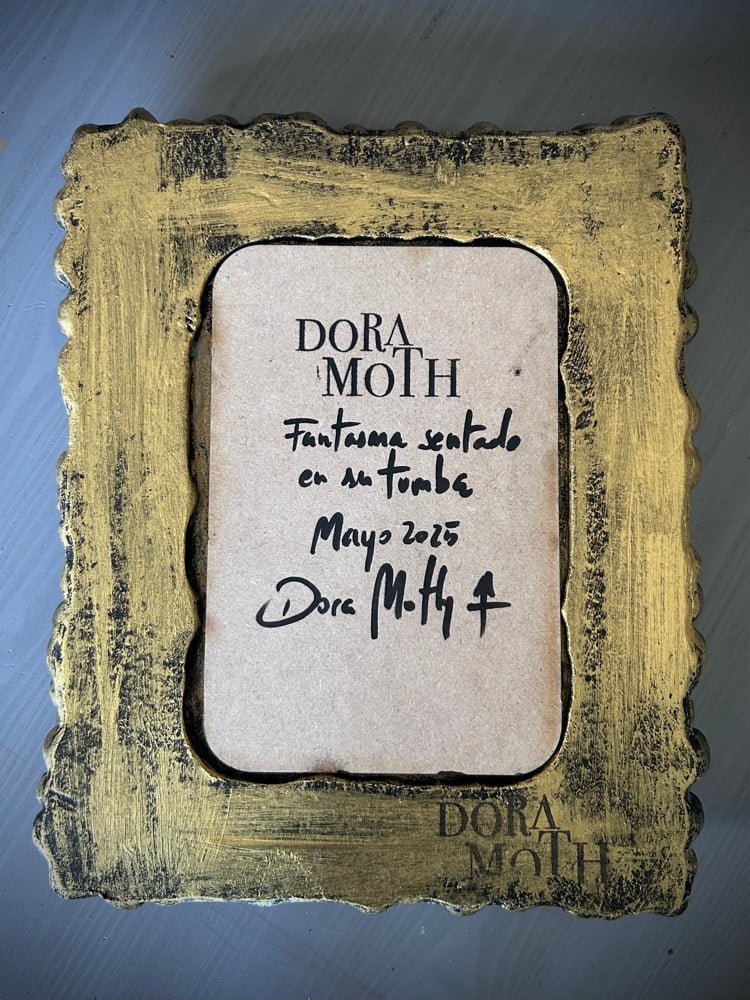 DORA
MOTH
Fantasma sentado
en su tumba
Mayo 2025
Dora Moth
DORA
MOTH